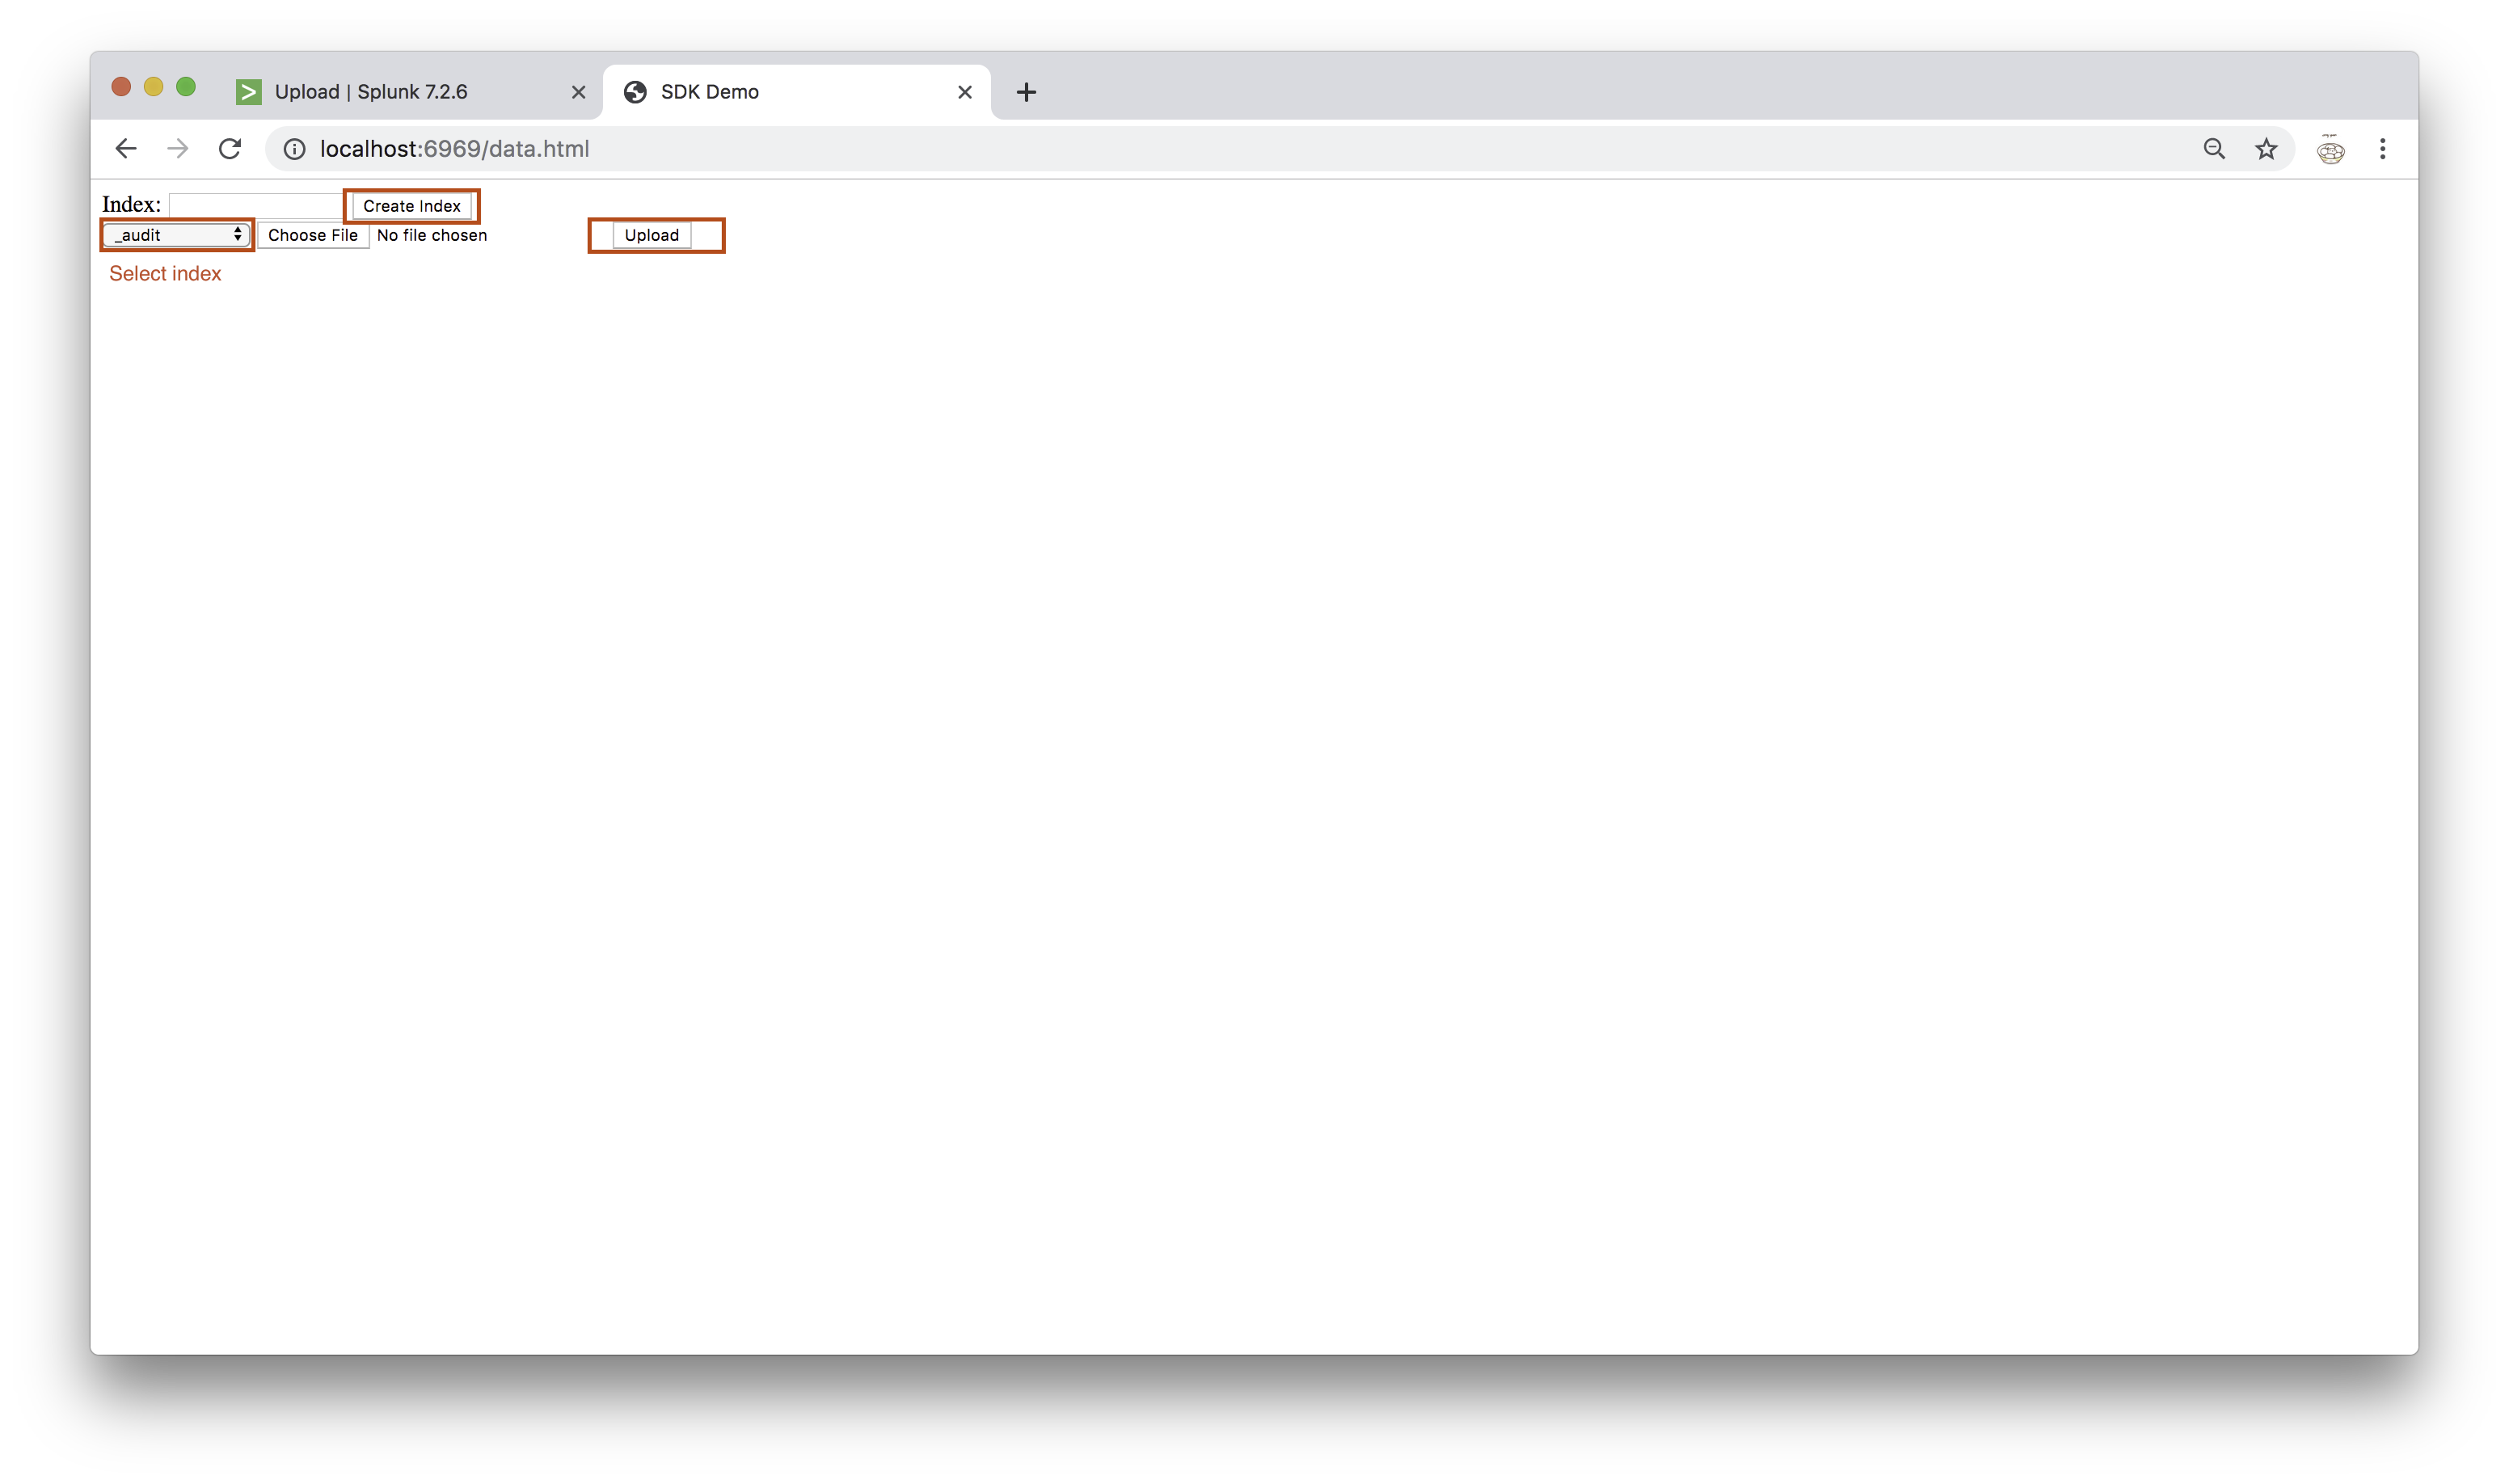 Upload | Splunk 7.2.6
SDK Demo
localhost:6969/data.html
Index:
Create Index
_audit
Choose File No file chosen
Upload
Select index